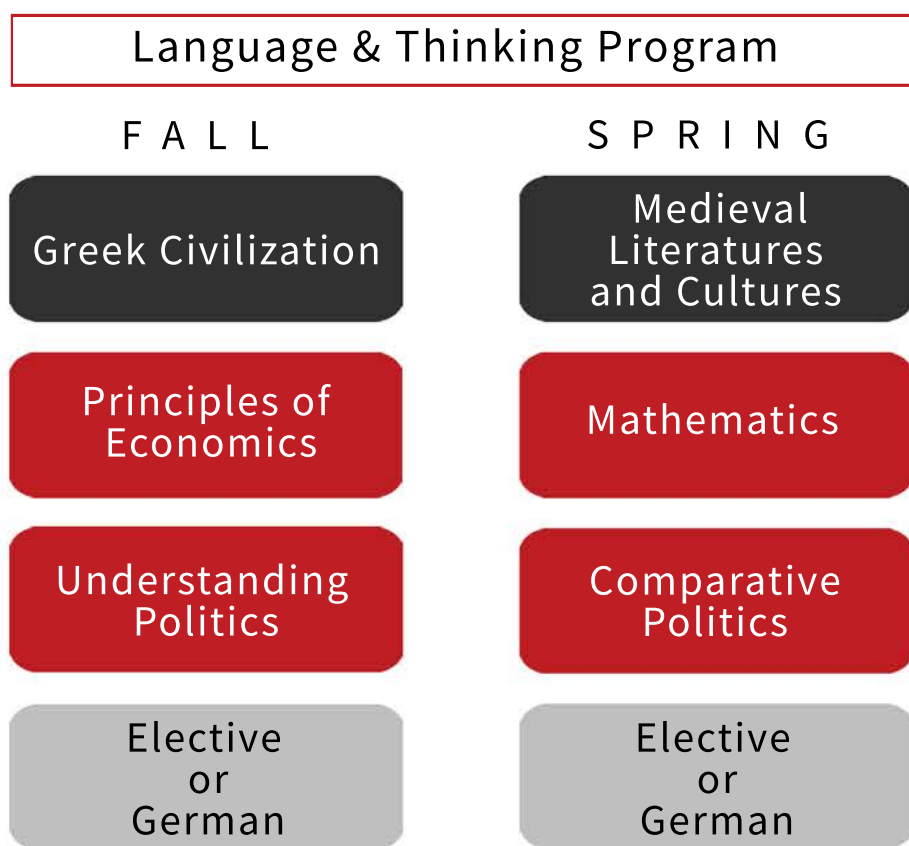 Language & Thinking Program
FALL
Greek Civilization
Principles of
Economics
Understanding
Politics
Elective
or
German
SPRING
Medieval
Literatures
and Cultures
Mathematics
Comparative
Politics
Elective
or
German